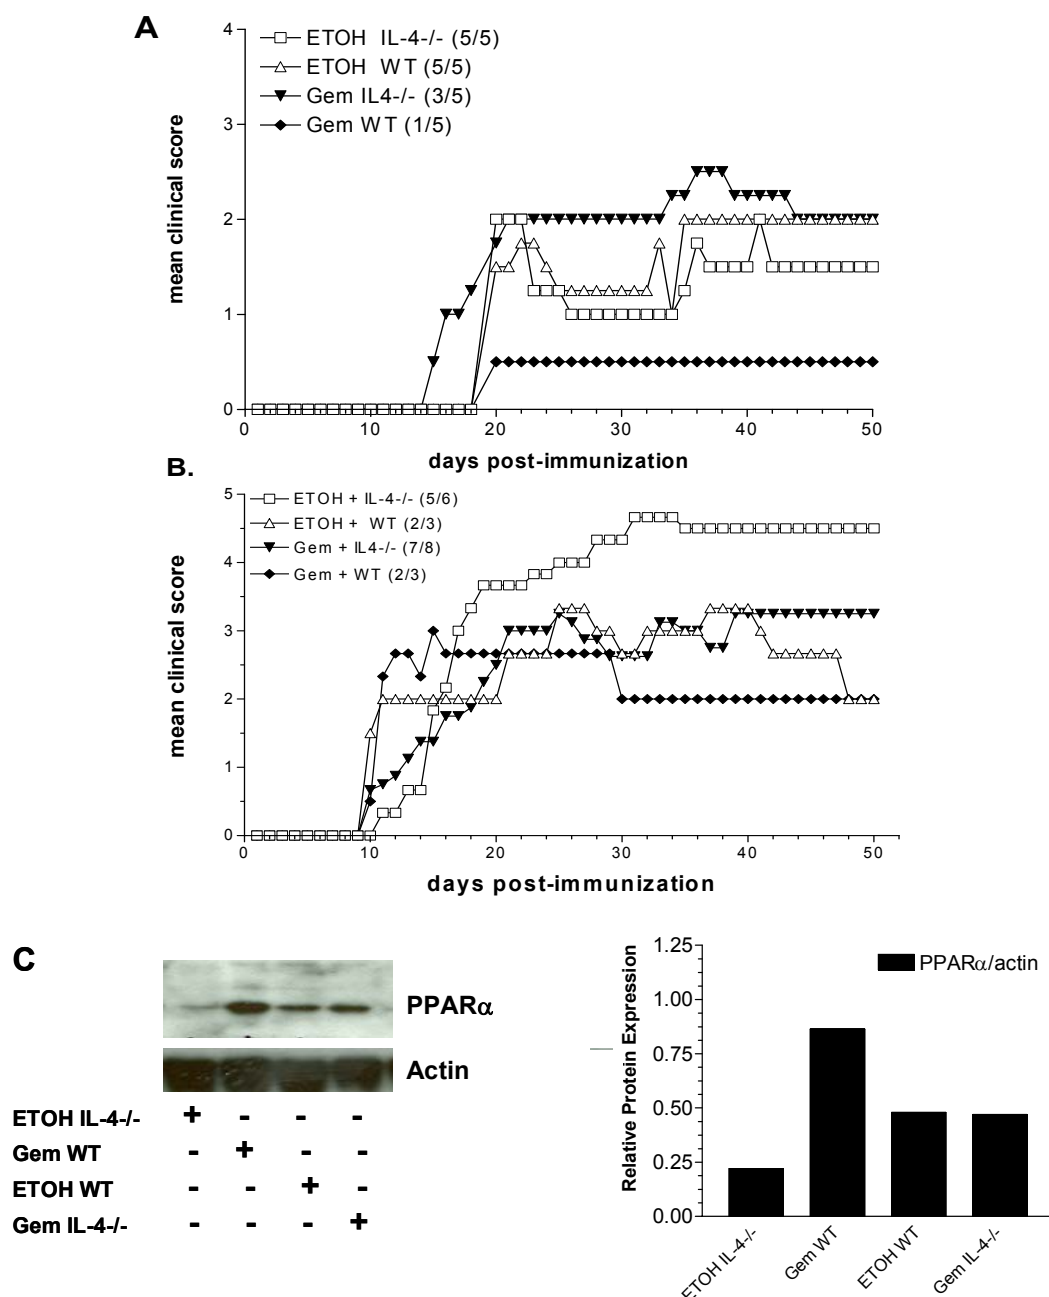 A
4
3
2
1
0
mean clinical score
ETOH IL-4-/- (5/5)
ETOH WT (5/5)
Gem IL4-/- (3/5)
Gem WT (1/5)
0 10 20 30 40 50
days post-immunization
B.
5
4
3
2
1
0
mean clinical score
ETOH + IL-4-/- (5/6)
ETOH + WT (2/3)
Gem + IL4-/- (7/8)
Gem + WT (2/3)
0 10 20 30 40 50
days post-immunization
C
PPARα
Actin
ETOH IL-4-/- + - - -
Gem WT - + - -
ETOH WT - - + -
Gem IL-4-/- - - - +
1.25
1.00
0.75
0.50
0.25
0.00
Relative Protein Expression
PPARα/actin
ETOH IL-4-/-
Gem WT
ETOH WT
Gem IL-4-/-